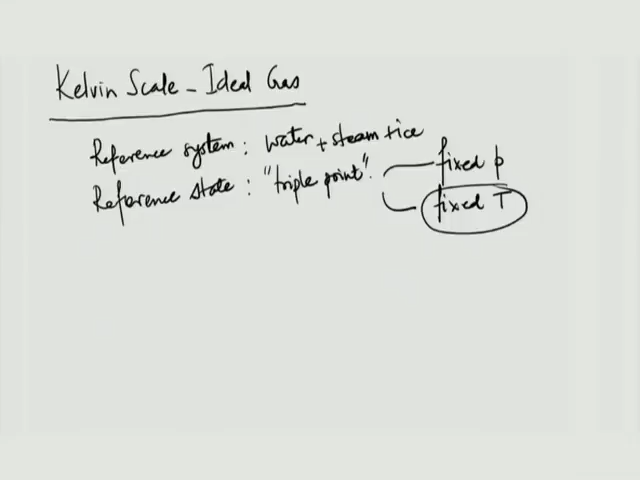 Kelvin Scale - Ideal Gas
Reference system : water + steam + ice
Reference state : "triple point".
fixed p
fixed T